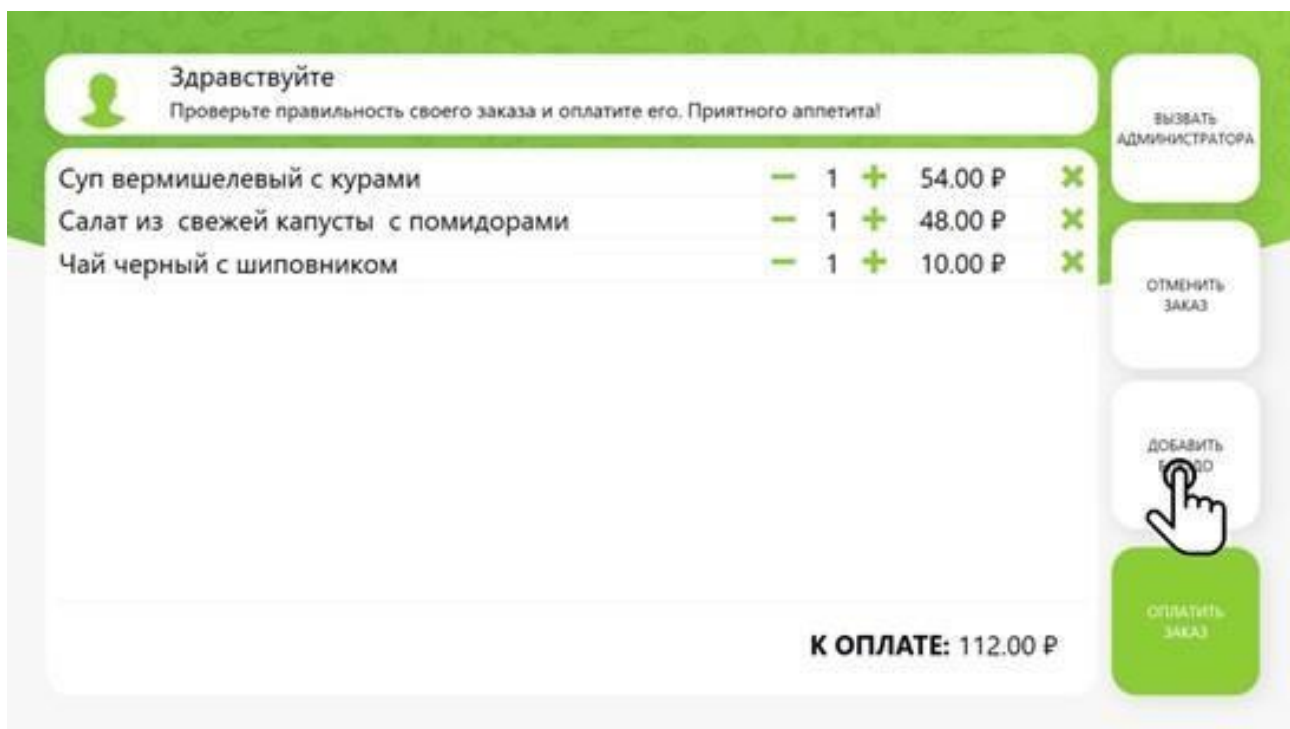 Здравствуйте
Проверьте правильность своего заказа и оплатите его. Приятного аппетита!
ВЫЗВАТЬ
АДМИНИСТРАТОРА
Суп вермишелевый с курами − 1 + 54.00 ₽
Салат из свежей капусты с помидорами − 1 + 48.00 ₽
Чай черный с шиповником − 1 + 10.00 ₽
ОТМЕНИТЬ
ЗАКАЗ
ДОБАВИТЬ
ОПЛАТИТЬ
ЗАКАЗ
К ОПЛАТЕ: 112.00 ₽